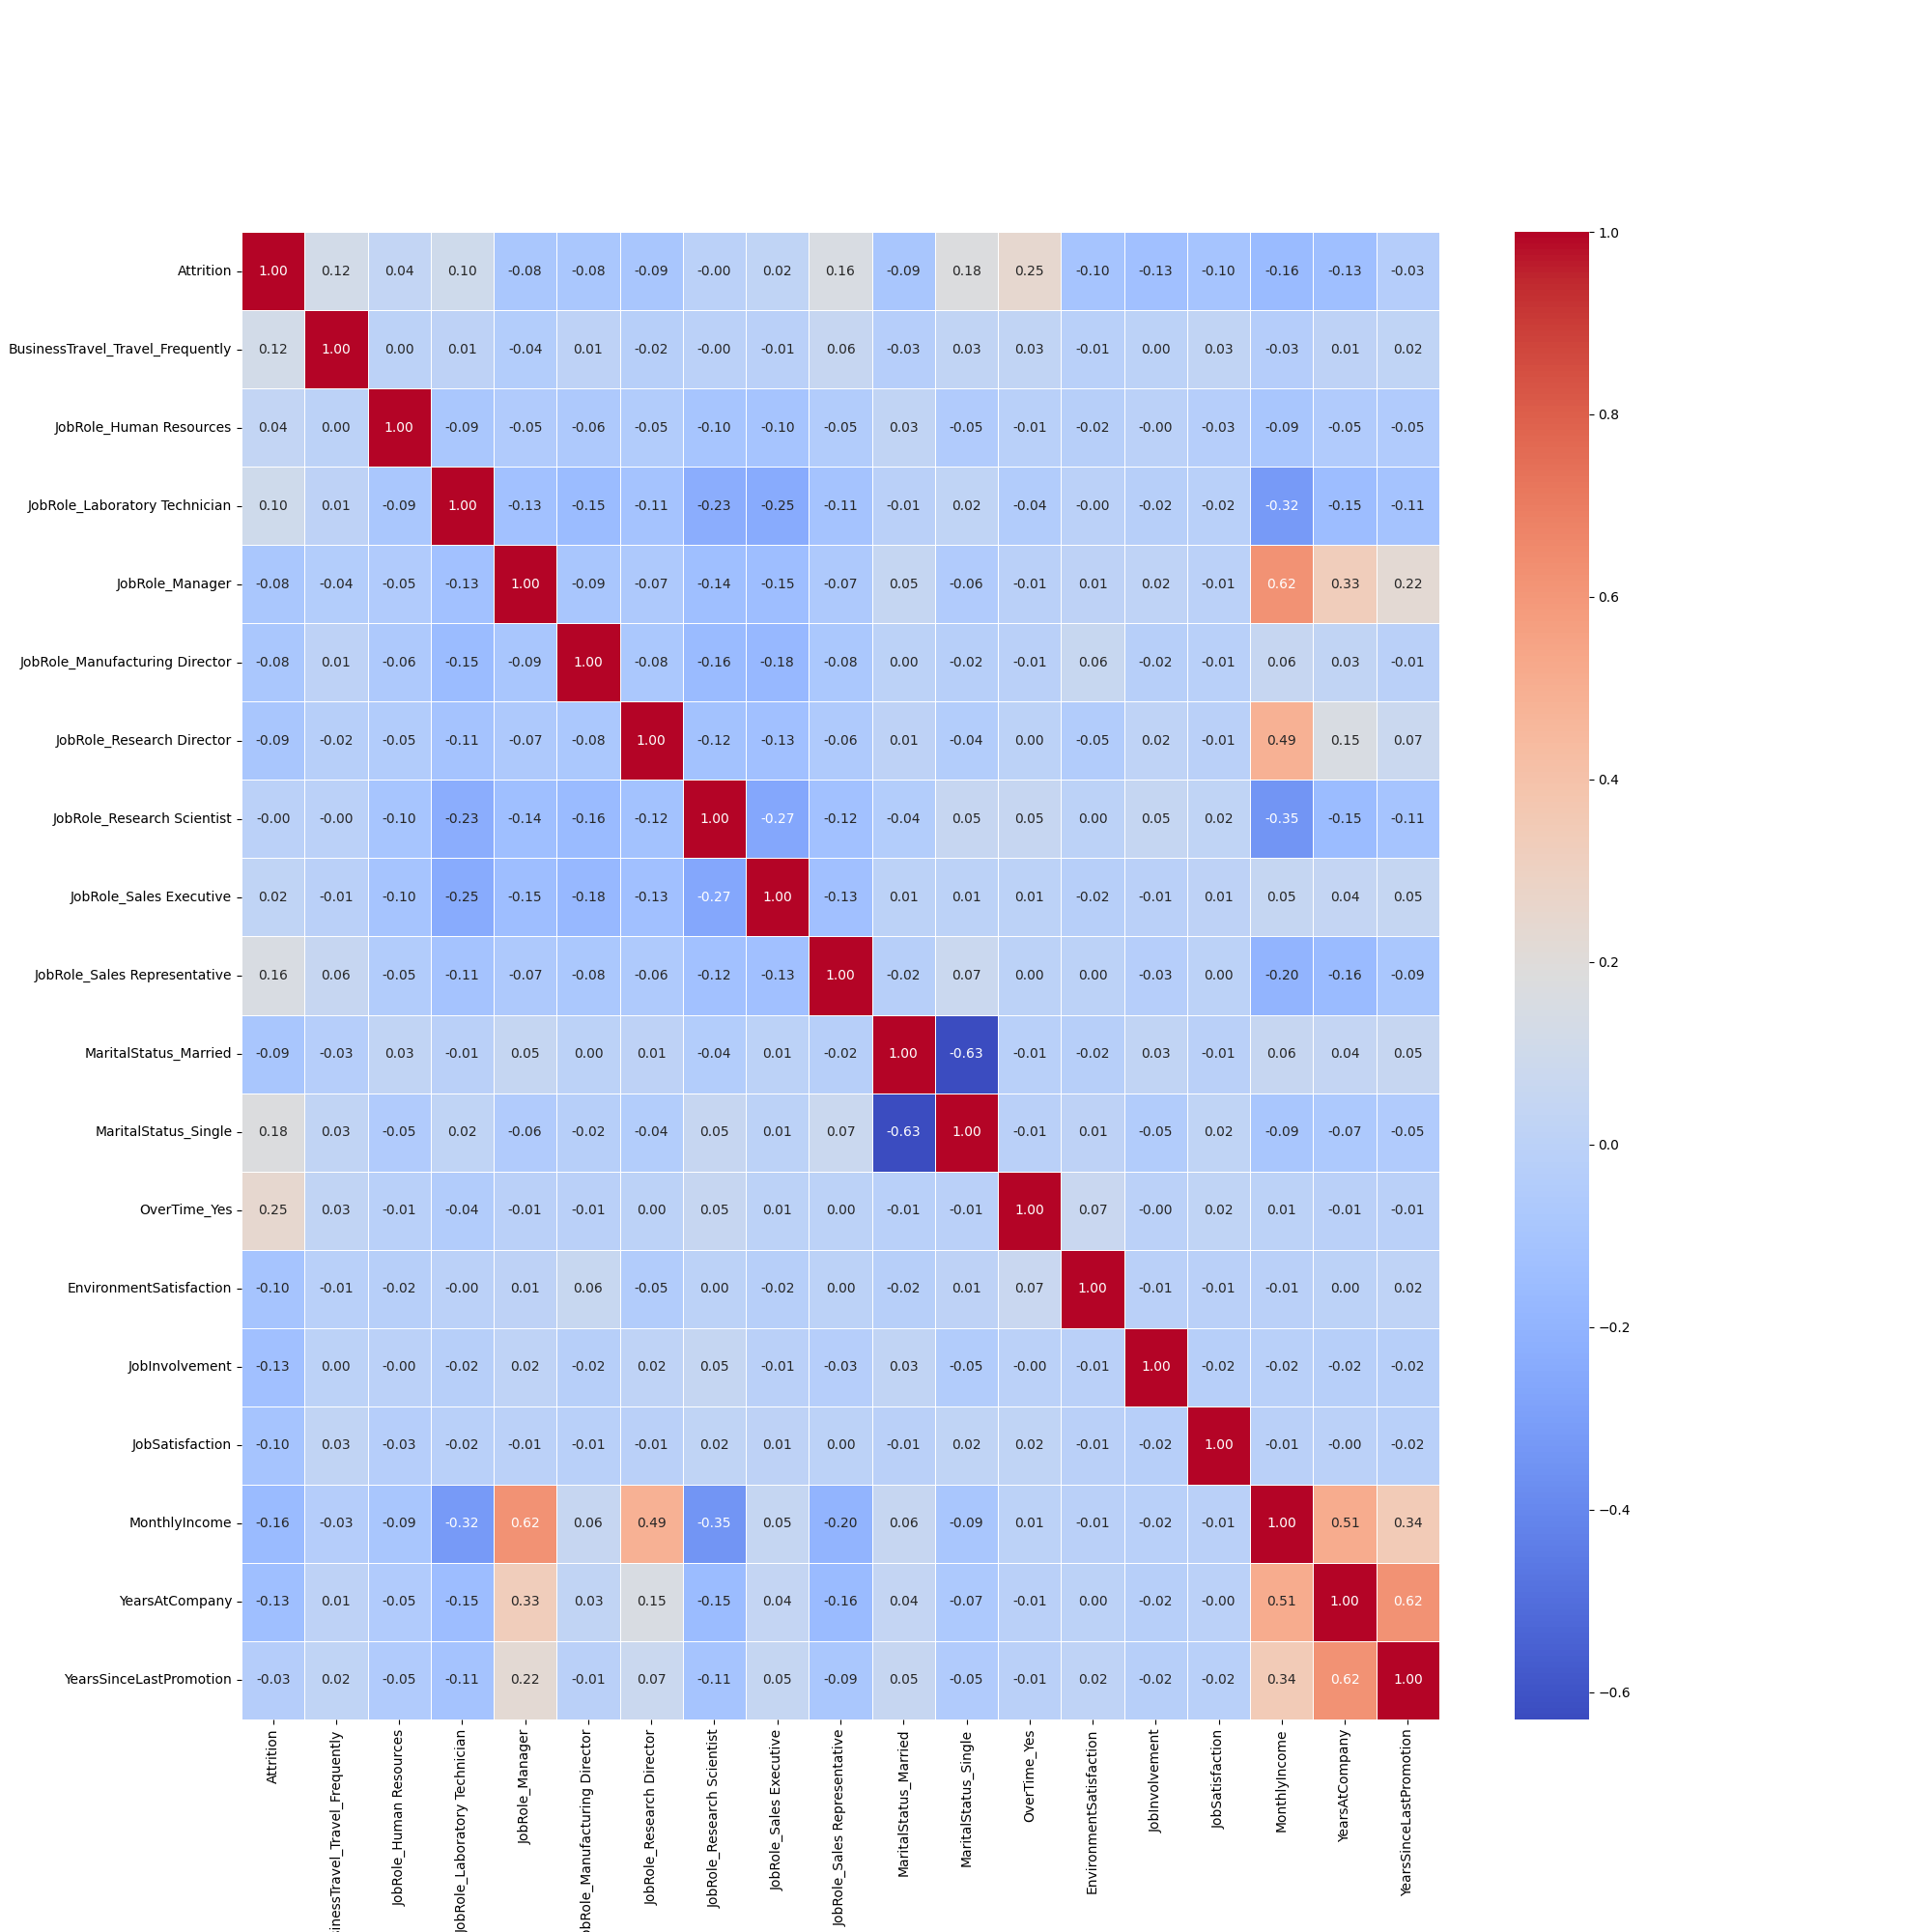 Attrition 1.00 0.12 0.04 0.10 -0.08 -0.08 -0.09 -0.00 0.02 0.16 -0.09 0.18 0.25 -0.10 -0.13 -0.10 -0.16 -0.13 -0.03
BusinessTravel_Travel_Frequently 0.12 1.00 0.00 0.01 -0.04 0.01 -0.02 -0.00 -0.01 0.06 -0.03 0.03 0.03 -0.01 0.00 0.03 -0.03 0.01 0.02
JobRole_Human Resources 0.04 0.00 1.00 -0.09 -0.05 -0.06 -0.05 -0.10 -0.10 -0.05 0.03 -0.05 -0.01 -0.02 -0.00 -0.03 -0.09 -0.05 -0.05
JobRole_Laboratory Technician 0.10 0.01 -0.09 1.00 -0.13 -0.15 -0.11 -0.23 -0.25 -0.11 -0.01 0.02 -0.04 -0.00 -0.02 -0.02 -0.32 -0.15 -0.11
JobRole_Manager -0.08 -0.04 -0.05 -0.13 1.00 -0.09 -0.07 -0.14 -0.15 -0.07 0.05 -0.06 -0.01 0.01 0.02 -0.01 0.62 0.33 0.22
JobRole_Manufacturing Director -0.08 0.01 -0.06 -0.15 -0.09 1.00 -0.08 -0.16 -0.18 -0.08 0.00 -0.02 -0.01 0.06 -0.02 -0.01 0.06 0.03 -0.01
JobRole_Research Director -0.09 -0.02 -0.05 -0.11 -0.07 -0.08 1.00 -0.12 -0.13 -0.06 0.01 -0.04 0.00 -0.05 0.02 -0.01 0.49 0.15 0.07
JobRole_Research Scientist -0.00 -0.00 -0.10 -0.23 -0.14 -0.16 -0.12 1.00 -0.27 -0.12 -0.04 0.05 0.05 0.00 0.05 0.02 -0.35 -0.15 -0.11
JobRole_Sales Executive 0.02 -0.01 -0.10 -0.25 -0.15 -0.18 -0.13 -0.27 1.00 -0.13 0.01 0.01 0.01 -0.02 -0.01 0.01 0.05 0.04 0.05
JobRole_Sales Representative 0.16 0.06 -0.05 -0.11 -0.07 -0.08 -0.06 -0.12 -0.13 1.00 -0.02 0.07 0.00 0.00 -0.03 0.00 -0.20 -0.16 -0.09
MaritalStatus_Married -0.09 -0.03 0.03 -0.01 0.05 0.00 0.01 -0.04 0.01 -0.02 1.00 -0.63 -0.01 -0.02 0.03 -0.01 0.06 0.04 0.05
MaritalStatus_Single 0.18 0.03 -0.05 0.02 -0.06 -0.02 -0.04 0.05 0.01 0.07 -0.63 1.00 -0.01 0.01 -0.05 0.02 -0.09 -0.07 -0.05
OverTime_Yes 0.25 0.03 -0.01 -0.04 -0.01 -0.01 0.00 0.05 0.01 0.00 -0.01 -0.01 1.00 0.07 -0.00 0.02 0.01 -0.01 -0.01
EnvironmentSatisfaction -0.10 -0.01 -0.02 -0.00 0.01 0.06 -0.05 0.00 -0.02 0.00 -0.02 0.01 0.07 1.00 -0.01 -0.01 -0.01 0.00 0.02
JobInvolvement -0.13 0.00 -0.00 -0.02 0.02 -0.02 0.02 0.05 -0.01 -0.03 0.03 -0.05 -0.00 -0.01 1.00 -0.02 -0.02 -0.02 -0.02
JobSatisfaction -0.10 0.03 -0.03 -0.02 -0.01 -0.01 -0.01 0.02 0.01 0.00 -0.01 0.02 0.02 -0.01 -0.02 1.00 -0.01 -0.00 -0.02
MonthlyIncome -0.16 -0.03 -0.09 -0.32 0.62 0.06 0.49 -0.35 0.05 -0.20 0.06 -0.09 0.01 -0.01 -0.02 -0.01 1.00 0.51 0.34
YearsAtCompany -0.13 0.01 -0.05 -0.15 0.33 0.03 0.15 -0.15 0.04 -0.16 0.04 -0.07 -0.01 0.00 -0.02 -0.00 0.51 1.00 0.62
YearsSinceLastPromotion -0.03 0.02 -0.05 -0.11 0.22 -0.01 0.07 -0.11 0.05 -0.09 0.05 -0.05 -0.01 0.02 -0.02 -0.02 0.34 0.62 1.00
Attrition
inessTravel_Travel_Frequently
JobRole_Human Resources
JobRole_Laboratory Technician
JobRole_Manager
obRole_Manufacturing Director
JobRole_Research Director
JobRole_Research Scientist
JobRole_Sales Executive
JobRole_Sales Representative
MaritalStatus_Married
MaritalStatus_Single
OverTime_Yes
EnvironmentSatisfaction
JobInvolvement
JobSatisfaction
MonthlyIncome
YearsAtCompany
YearsSinceLastPromotion
1.0
0.8
0.6
0.4
0.2
0.0
−0.2
−0.4
−0.6